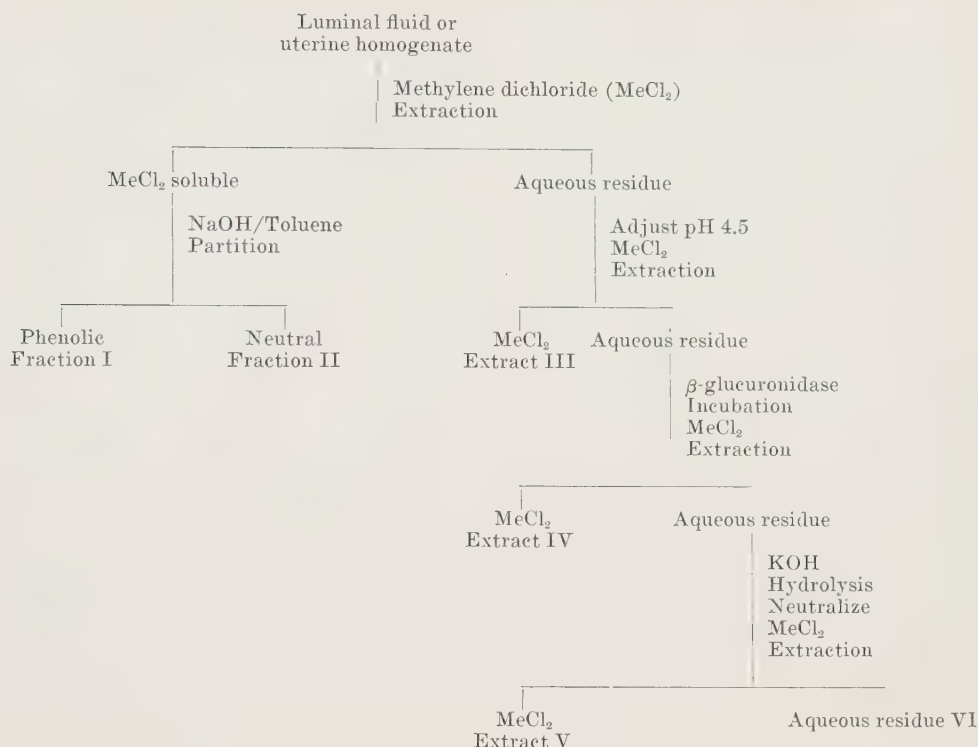 Luminal fluid or
uterine homogenate
Methylene dichloride (MeCl₂)
Extraction
MeCl₂ soluble
Aqueous residue
NaOH/Toluene
Partition
Adjust pH 4.5
MeCl₂
Extraction
Phenolic
Fraction I
Neutral
Fraction II
MeCl₂
Extract III
Aqueous residue
β-glucuronidase
Incubation
MeCl₂
Extraction
MeCl₂
Extract IV
Aqueous residue
KOH
Hydrolysis
Neutralize
MeCl₂
Extraction
MeCl₂
Extract V
Aqueous residue VI